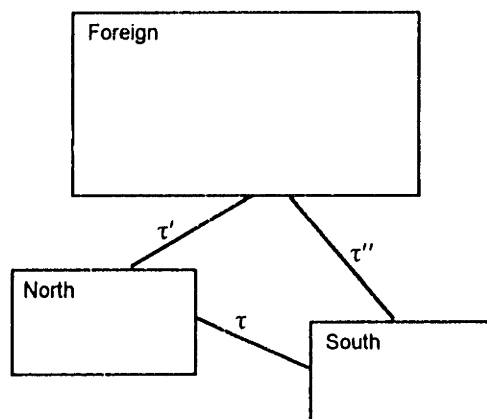 Foreign
τ′
τ′′
North
τ
South